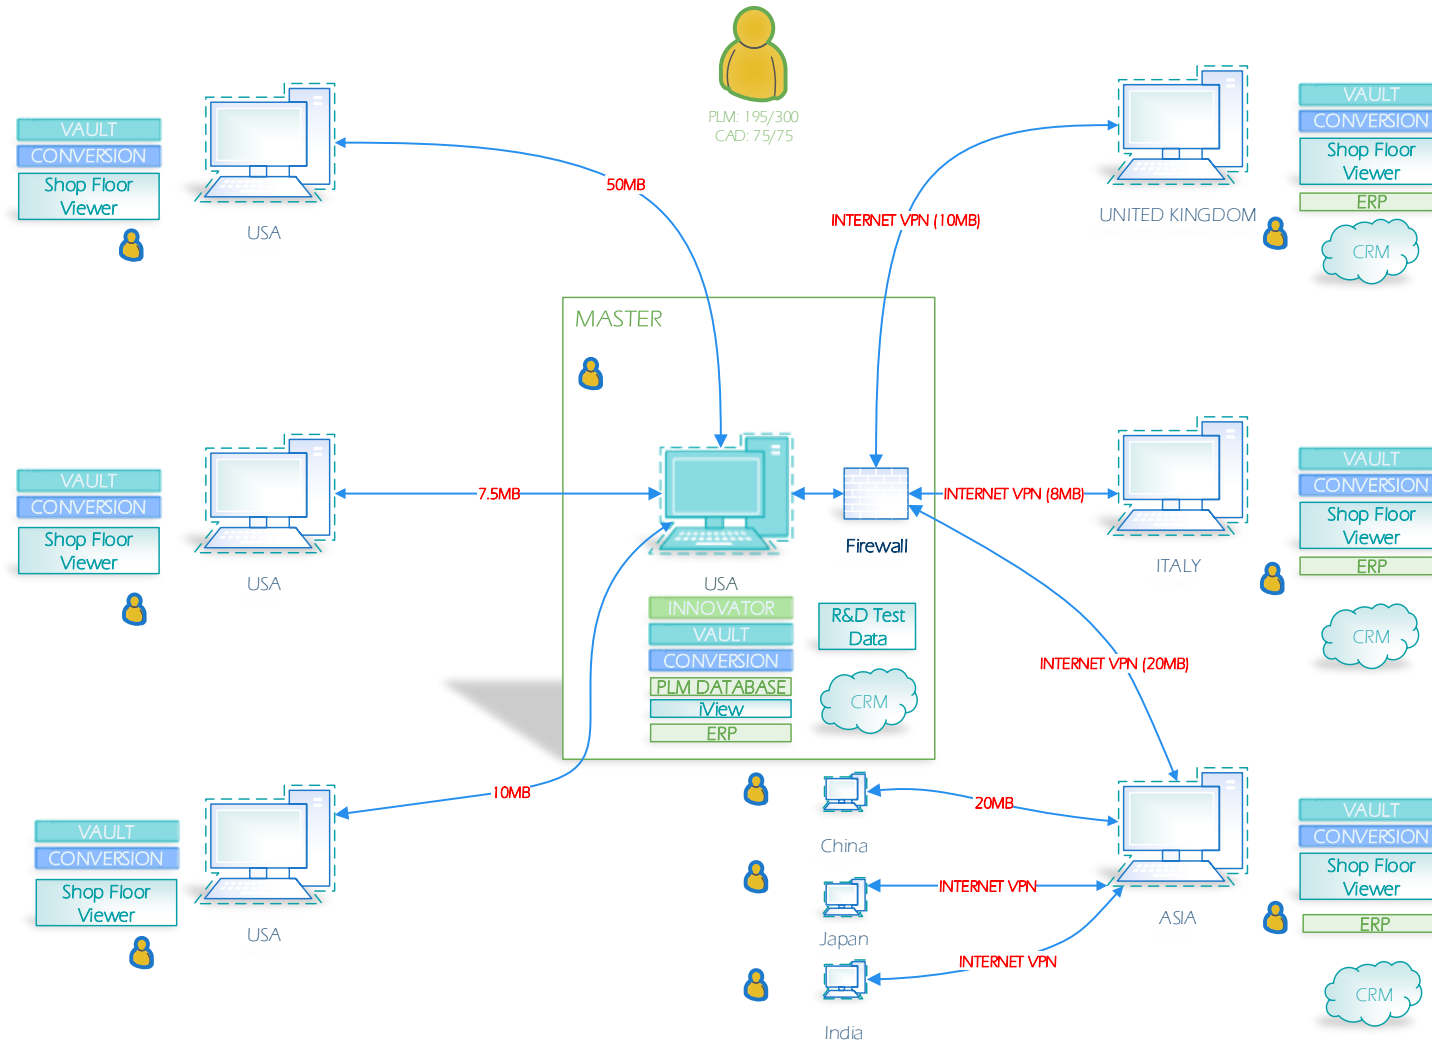 PLM: 195/300
CAD: 75/75
VAULT
CONVERSION
Shop Floor
Viewer
USA
50MB
INTERNET VPN (10MB)
UNITED KINGDOM
VAULT
CONVERSION
Shop Floor
Viewer
ERP
CRM
MASTER
VAULT
CONVERSION
Shop Floor
Viewer
USA
7.5MB
USA
Firewall
INTERNET VPN (8MB)
ITALY
VAULT
CONVERSION
Shop Floor
Viewer
ERP
CRM
INNOVATOR
VAULT
CONVERSION
PLM DATABASE
iView
ERP
R&D Test
Data
CRM
INTERNET VPN (20MB)
10MB
VAULT
CONVERSION
Shop Floor
Viewer
USA
China
20MB
Japan
INTERNET VPN
India
INTERNET VPN
ASIA
VAULT
CONVERSION
Shop Floor
Viewer
ERP
CRM